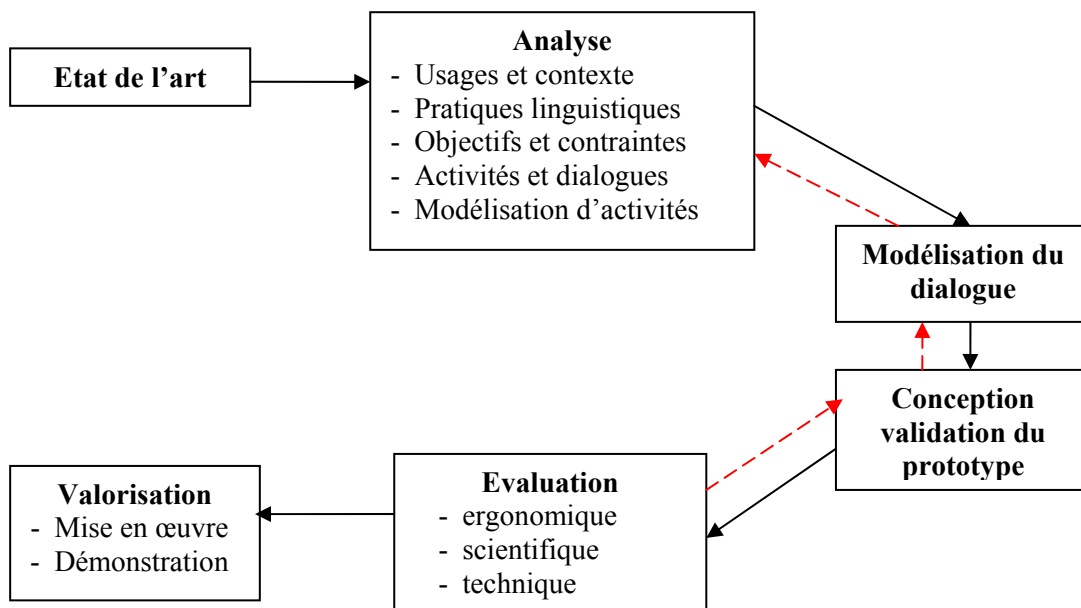 Etat de l’art
Analyse
- Usages et contexte
- Pratiques linguistiques
- Objectifs et contraintes
- Activités et dialogues
- Modélisation d’activités
Modélisation du
dialogue
Conception
validation du
prototype
Evaluation
- ergonomique
- scientifique
- technique
Valorisation
- Mise en œuvre
- Démonstration